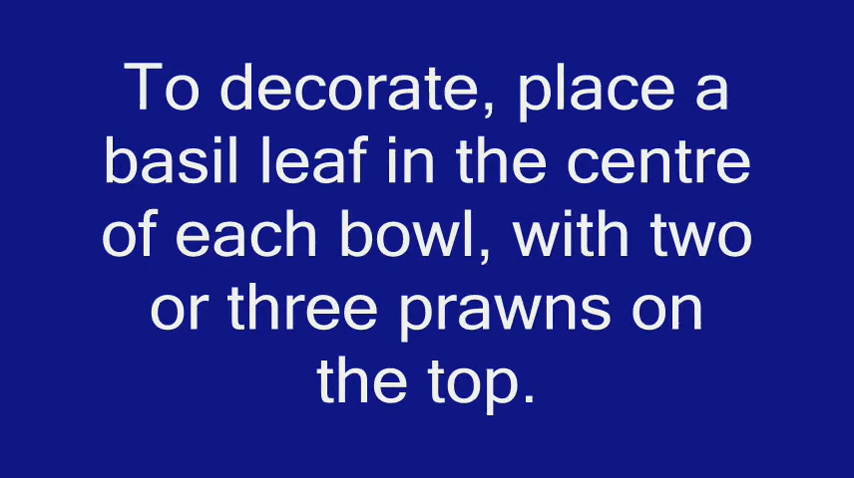 To decorate, place a
basil leaf in the centre
of each bowl, with two
or three prawns on
the top.